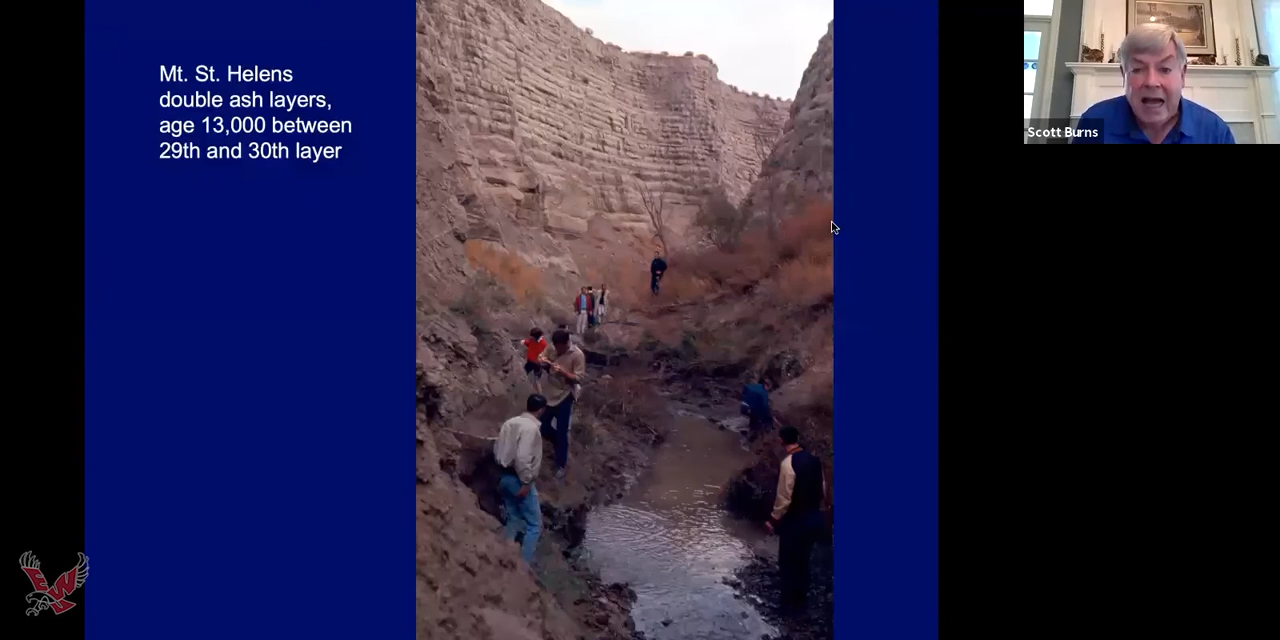 Mt. St. Helens
double ash layers,
age 13,000 between
29th and 30th layer
Scott Burns